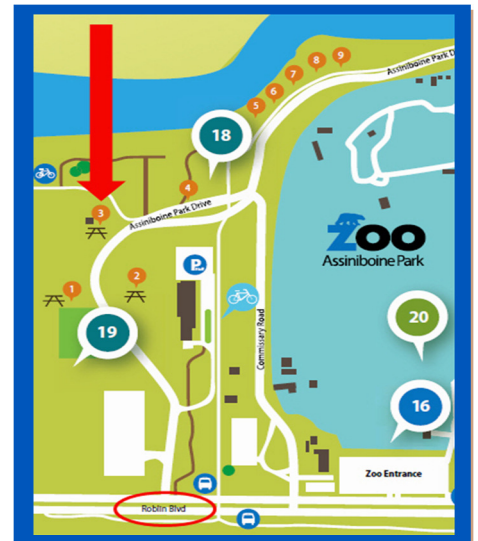 Assiniboine Park D
9
8
7
6
5
18
4
3
Assiniboine Park Drive
ZOO
Assiniboine Park
P
2
1
20
19
Commissary Road
16
Zoo Entrance
Roblin Blvd